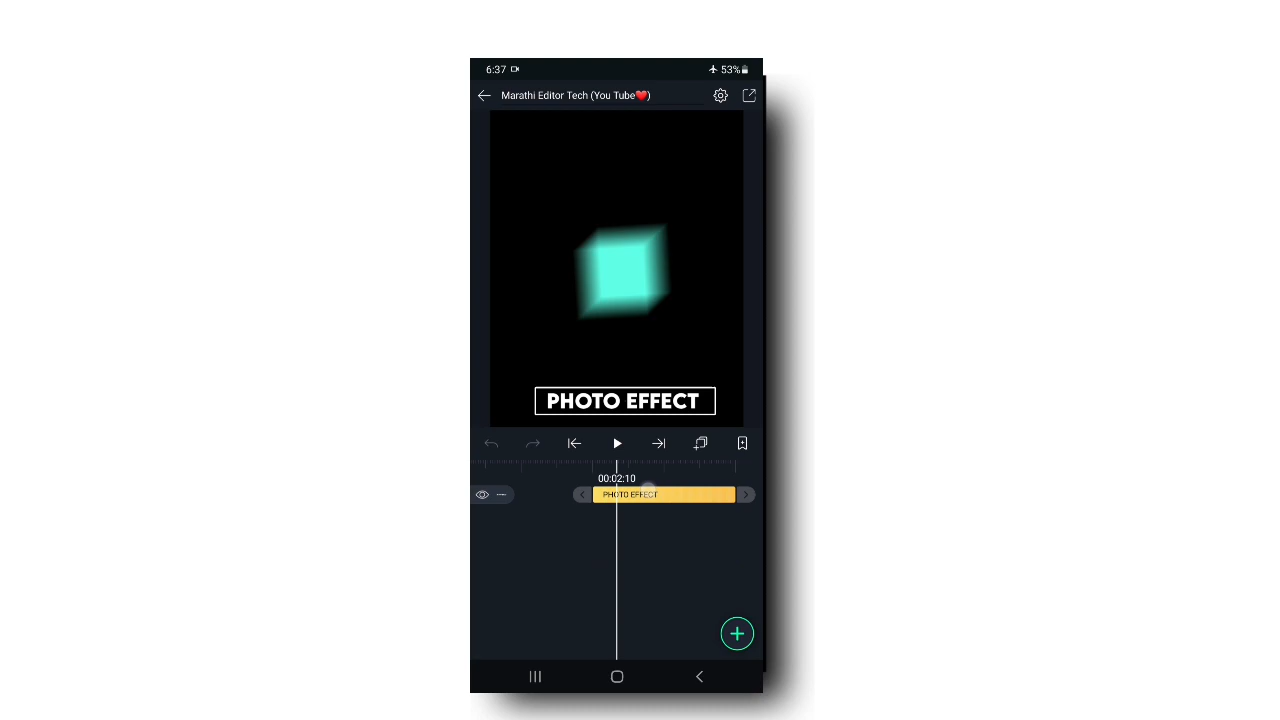 6:37 53%
Marathi Editor Tech (You Tube❤️)
PHOTO EFFECT
00:02:10
PHOTO EFFECT